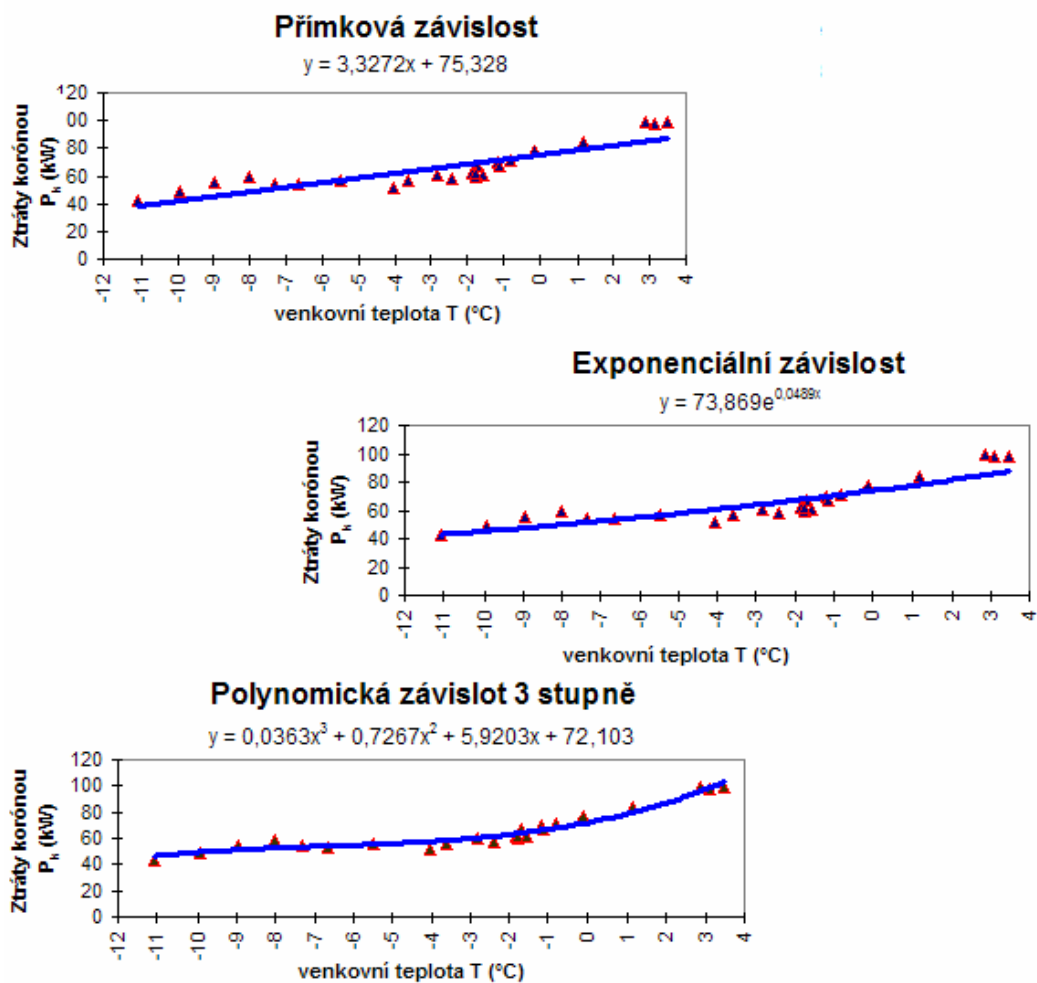 Přímková závislost
y = 3,3272x + 75,328
Ztráty korónou
Pk (kW)
120
100
80
60
40
20
0
-12 -11 -10 -9 -8 -7 -6 -5 -4 -3 -2 -1 0 1 2 3 4
venkovní teplota T (°C)
Exponenciální závislost
y = 73,869e^0,0489x
Ztráty korónou
Pk (kW)
120
100
80
60
40
20
0
-12 -11 -10 -9 -8 -7 -6 -5 -4 -3 -2 -1 0 1 2 3 4
venkovní teplota T (°C)
Polynomická závislot 3 stupně
y = 0,0363x³ + 0,7267x² + 5,9203x + 72,103
Ztráty korónou
Pk (kW)
120
100
80
60
40
20
0
-12 -11 -10 -9 -8 -7 -6 -5 -4 -3 -2 -1 0 1 2 3 4
venkovní teplota T (°C)